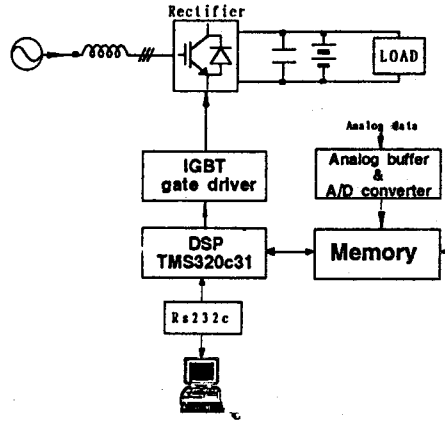 Rectifier
LOAD
Analog data
IGBT
gate driver
Analog buffer
&
A/D converter
DSP
TMS320c31
Memory
Rs232c